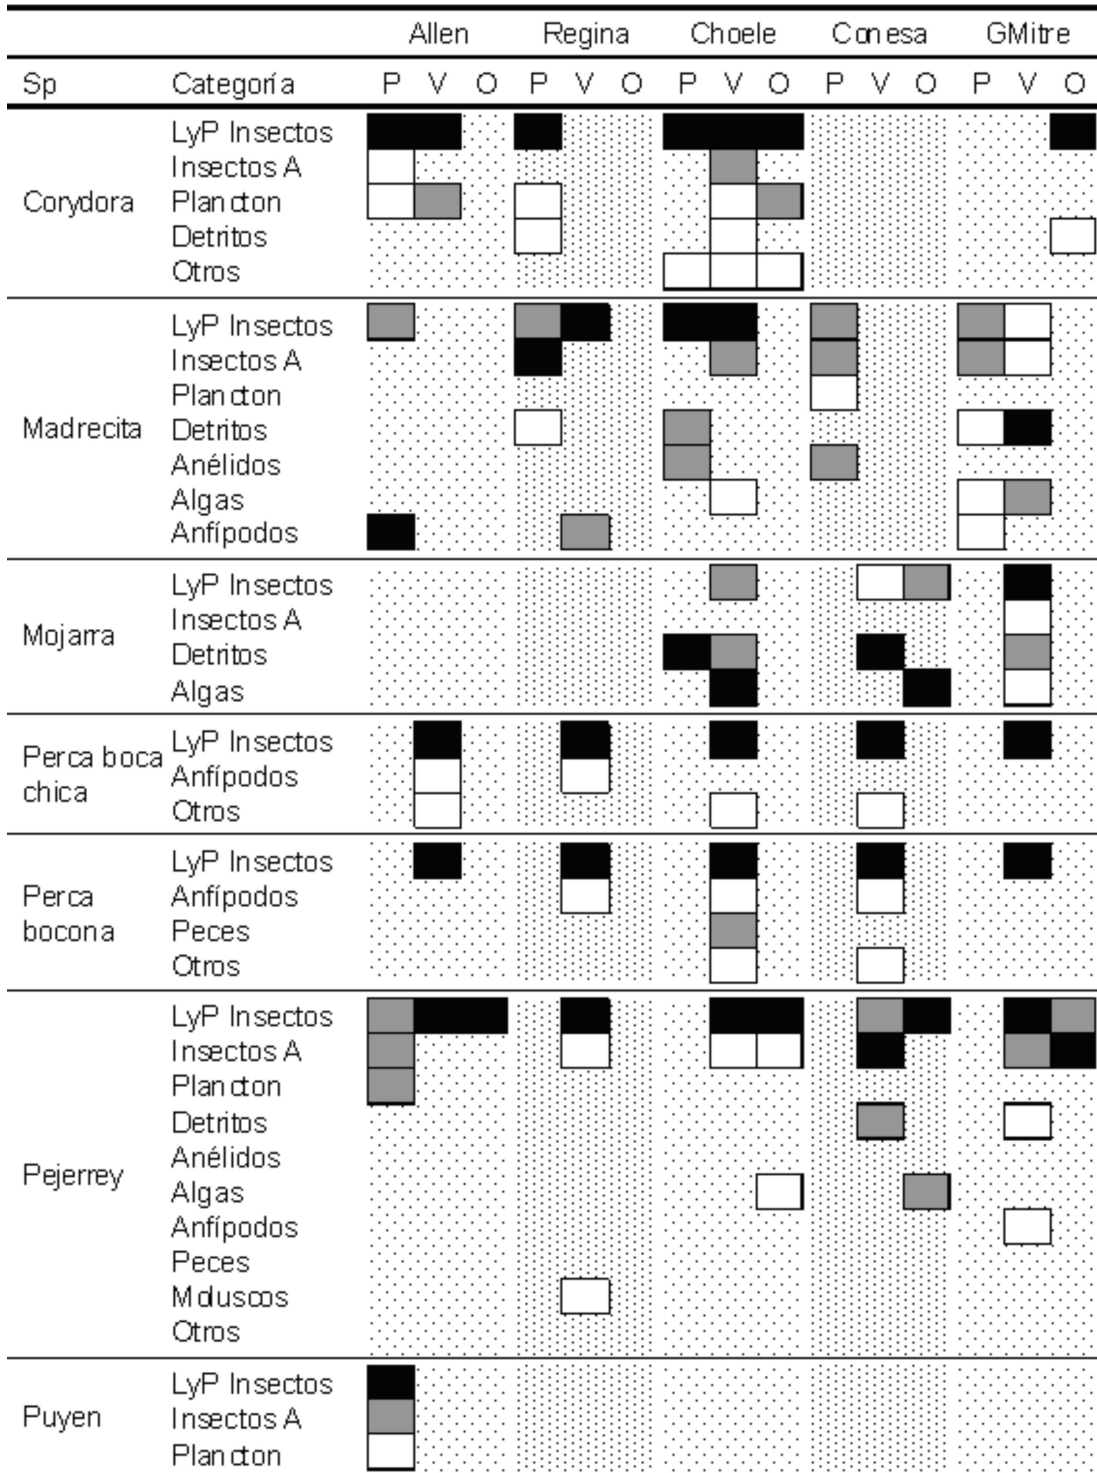 Allen Regina Choele Conesa GMitre
Sp Categoría P V O P V O P V O P V O P V O
LyP Insectos
Insectos A
Corydora Plancton
Detritos
Otros
LyP Insectos
Insectos A
Plancton
Madrecita Detritos
Anélidos
Algas
Anfípodos
LyP Insectos
Insectos A
Mojarra
Detritos
Algas
LyP Insectos
Perca boca
Anfípodos
chica
Otros
LyP Insectos
Perca Anfípodos
bocona Peces
Otros
LyP Insectos
Insectos A
Plancton
Detritos
Anélidos
Pejerrey
Algas
Anfípodos
Peces
Moluscos
Otros
LyP Insectos
Puyen Insectos A
Plancton